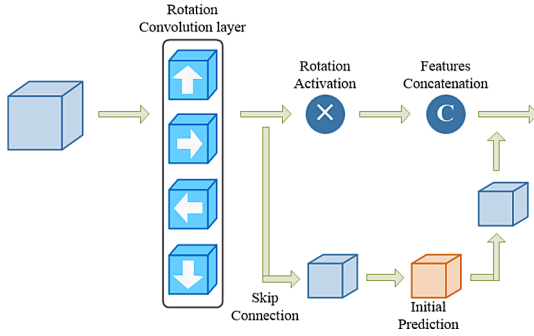 Rotation
Convolution layer
Rotation
Activation
Features
Concatenation
×
C
Skip
Connection
Initial
Prediction